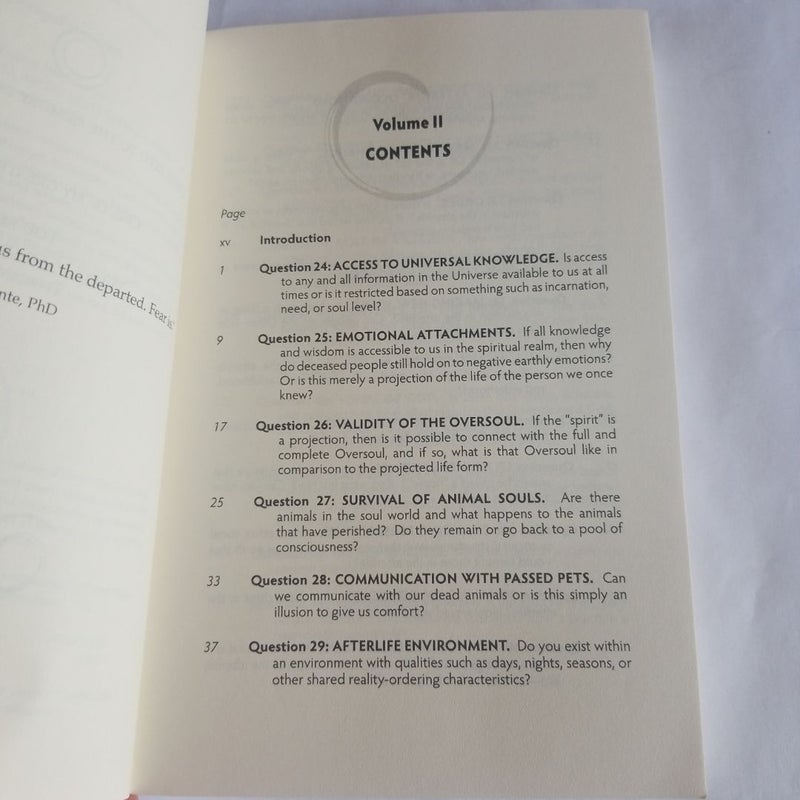 s from the departed. Fear is
nte, PhD
Volume II
CONTENTS
Page
xv Introduction
1 Question 24: ACCESS TO UNIVERSAL KNOWLEDGE. Is access
to any and all information in the Universe available to us at all
times or is it restricted based on something such as incarnation,
need, or soul level?
9 Question 25: EMOTIONAL ATTACHMENTS. If all knowledge
and wisdom is accessible to us in the spiritual realm, then why
do deceased people still hold on to negative earthly emotions?
Or is this merely a projection of the life of the person we once
knew?
17 Question 26: VALIDITY OF THE OVERSOUL. If the "spirit" is
a projection, then is it possible to connect with the full and
complete Oversoul, and if so, what is that Oversoul like in
comparison to the projected life form?
25 Question 27: SURVIVAL OF ANIMAL SOULS. Are there
animals in the soul world and what happens to the animals
that have perished? Do they remain or go back to a pool of
consciousness?
33 Question 28: COMMUNICATION WITH PASSED PETS. Can
we communicate with our dead animals or is this simply an
illusion to give us comfort?
37 Question 29: AFTERLIFE ENVIRONMENT. Do you exist within
an environment with qualities such as days, nights, seasons, or
other shared reality-ordering characteristics?